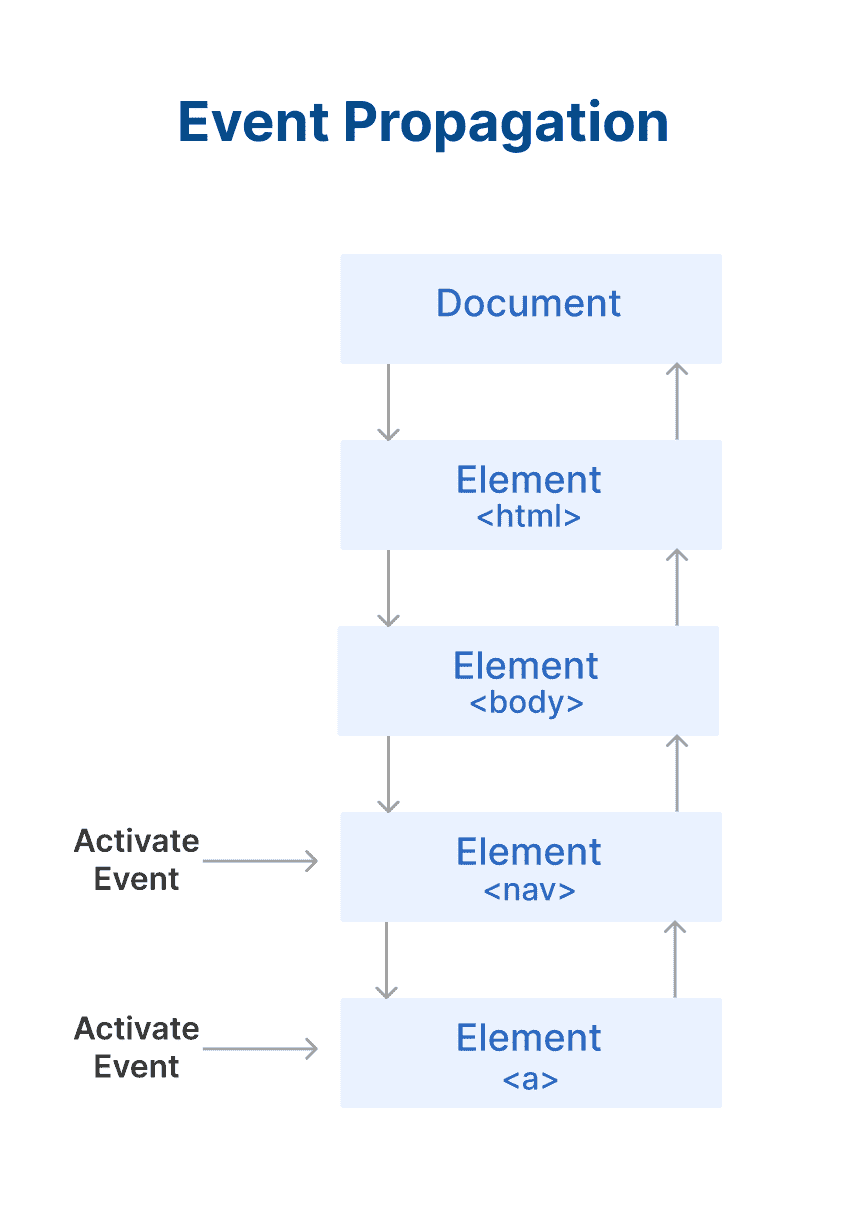 Event Propagation
Document
Element
<html>
Element
<body>
Activate
Event
Element
<nav>
Activate
Event
Element
<a>